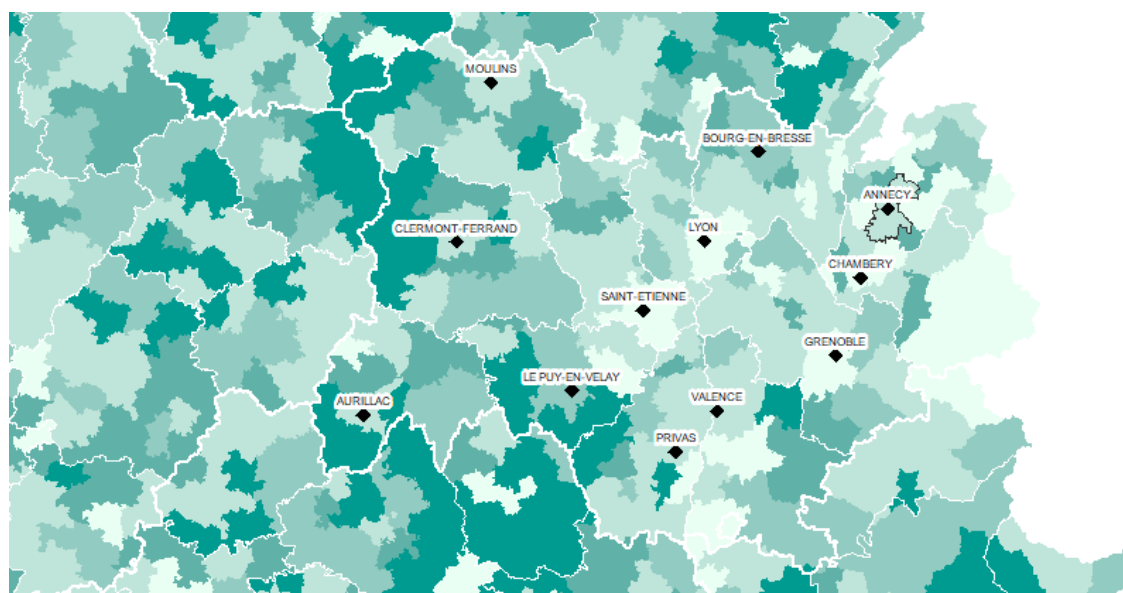 MOULINS
BOURG-EN-BRESSE
ANNECY
CLERMONT-FERRAND
LYON
CHAMBERY
SAINT-ETIENNE
GRENOBLE
LE PUY-EN-VELAY
AURILLAC
VALENCE
PRIVAS